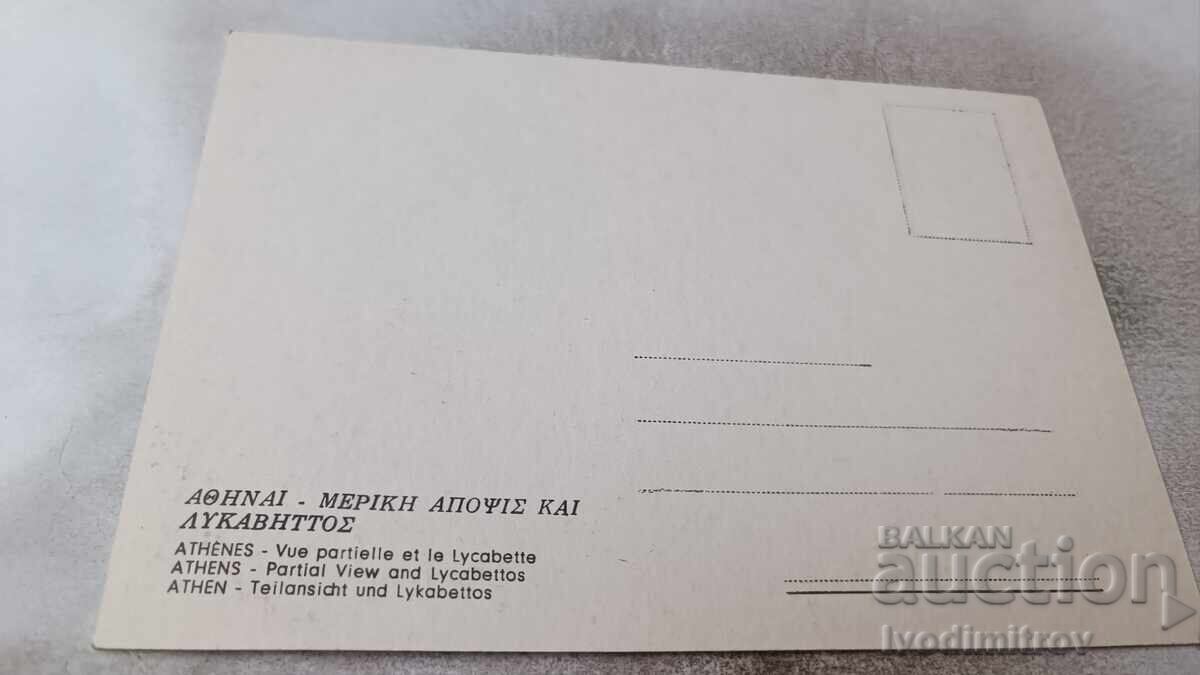 ΑΘΗΝΑΙ - ΜΕΡΙΚΗ ΑΠΟΨΙΣ ΚΑΙ
ΛΥΚΑΒΗΤΤΟΣ
ATHÈNES - Vue partielle et le Lycabette
ATHENS - Partial View and Lycabettos
ATHEN - Teilansicht und Lykabettos
BALKAN
auction
Ivodimitrov